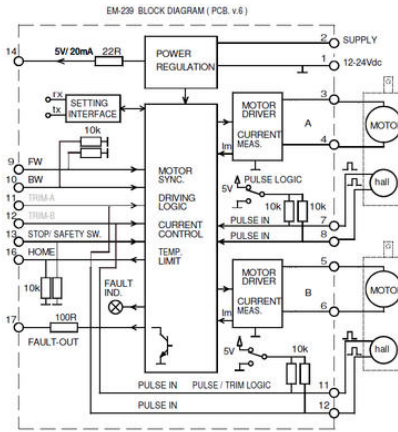 EM-239 BLOCK DIAGRAM ( PCB. v.6 )
14
5V/ 20mA
22R
POWER
REGULATION
2
SUPPLY
1
12-24Vdc
rx
tx
SETTING
INTERFACE
10k
MOTOR
DRIVER
CURRENT
MEAS.
A
3
4
MOTO
Im
9
FW
10
BW
11
TRIM-A
12
TRIM-B
13
STOP/ SAFETY SW.
16
HOME
MOTOR
SYNC.
DRIVING
LOGIC
CURRENT
CONTROL
TEMP.
LIMIT
5V
PULSE LOGIC
10k
10k
hall
PULSE IN
7
PULSE IN
8
10k
FAULT
IND.
MOTOR
DRIVER
CURRENT
MEAS.
B
5
6
MOTO
Im
17
100R
FAULT-OUT
5V
10k
hall
PULSE IN
PULSE / TRIM LOGIC
11
PULSE IN
12